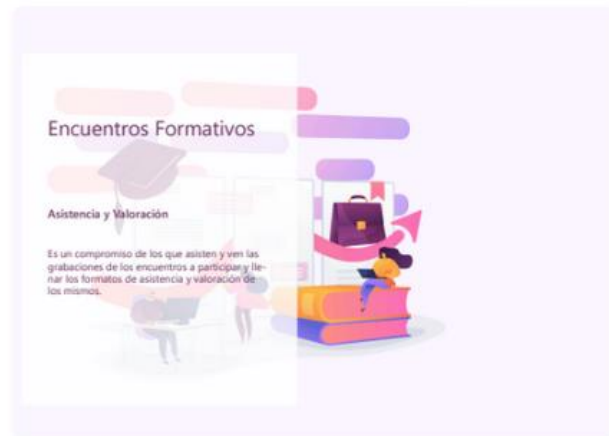 Encuentros Formativos
Asistencia y Valoración
Es un compromiso de los que asisten y ven las
grabaciones de los encuentros a participar y lle-
nar los formatos de asistencia y valoración de
los mismos.